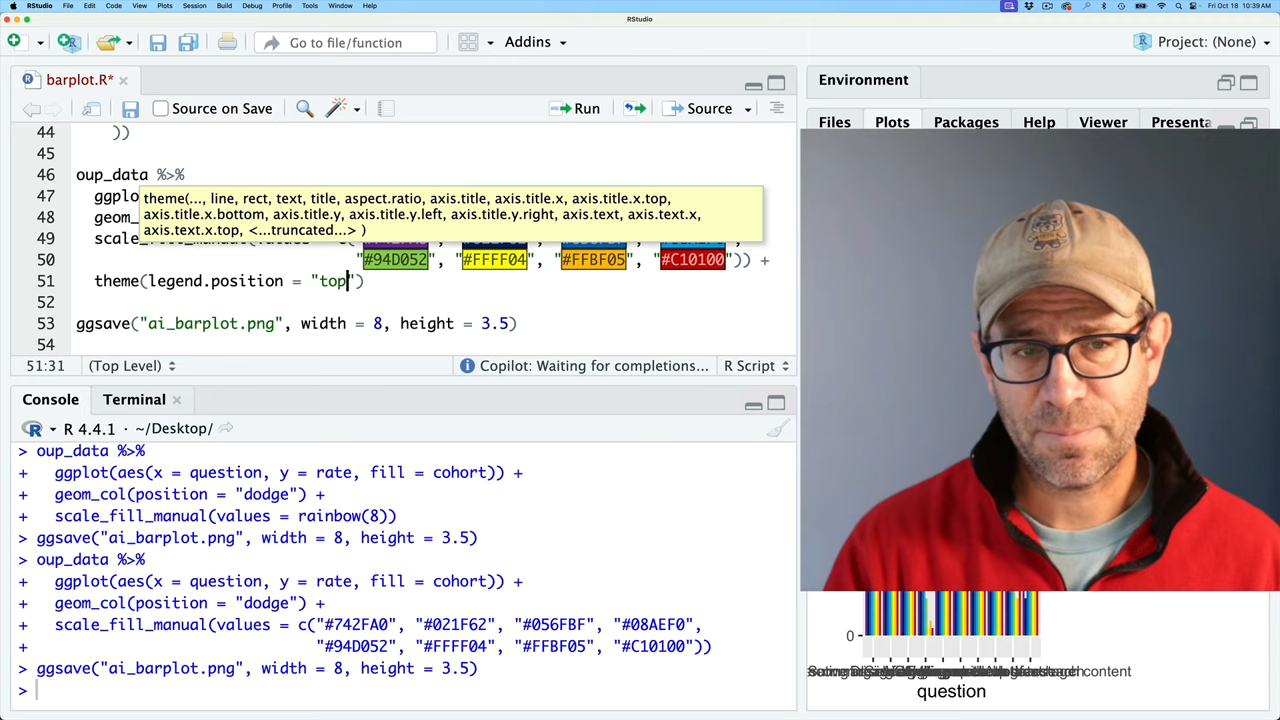 RStudio File Edit Code View Plots Session Build Debug Profile Tools Window Help Fri Oct 18 10:39 AM
RStudio
Go to file/function Addins Project: (None)
barplot.R*
Source on Save Run Source
44 ))
45
46 oup_data %>%
47 ggplo
48 geom_
49 scale_fill_manual(values
theme(..., line, rect, text, title, aspect.ratio, axis.title, axis.title.x, axis.title.x.top,
axis.title.x.bottom, axis.title.y, axis.title.y.left, axis.title.y.right, axis.text, axis.text.x,
axis.text.x.top, <...truncated...> )
50 "#94D052", "#FFFF04", "#FFBF05", "#C10100")) +
51 theme(legend.position = "top")
52
53 ggsave("ai_barplot.png", width = 8, height = 3.5)
54
51:31 (Top Level) Copilot: Waiting for completions... R Script
Console Terminal
R 4.4.1 · ~/Desktop/
> oup_data %>%
+ ggplot(aes(x = question, y = rate, fill = cohort)) +
+ geom_col(position = "dodge") +
+ scale_fill_manual(values = rainbow(8))
> ggsave("ai_barplot.png", width = 8, height = 3.5)
> oup_data %>%
+ ggplot(aes(x = question, y = rate, fill = cohort)) +
+ geom_col(position = "dodge") +
+ scale_fill_manual(values = c("#742FA0", "#021F62", "#056FBF", "#08AEF0",
+ "#94D052", "#FFFF04", "#FFBF05", "#C10100"))
> ggsave("ai_barplot.png", width = 8, height = 3.5)
>
Environment
Files Plots Packages Help Viewer Presenta
0
content
question